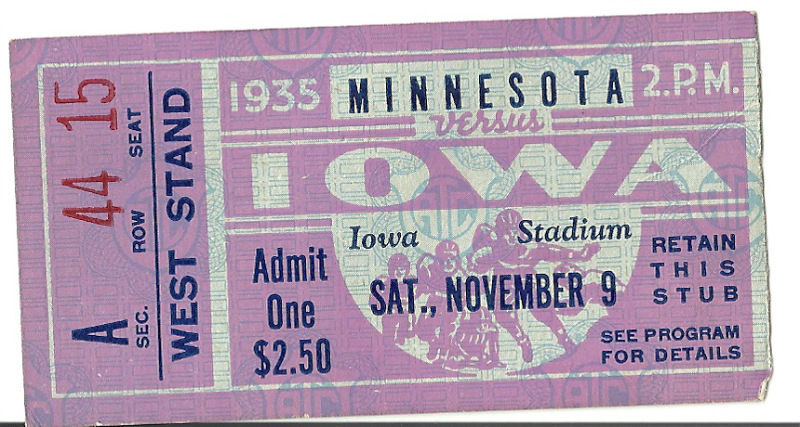 A 44 15
SEC. ROW SEAT
WEST STAND
1935 MINNESOTA 2.P.M.
versus
IOWA
Iowa Stadium
SAT., NOVEMBER 9
Admit
One
$2.50
RETAIN
THIS
STUB
SEE PROGRAM
FOR DETAILS